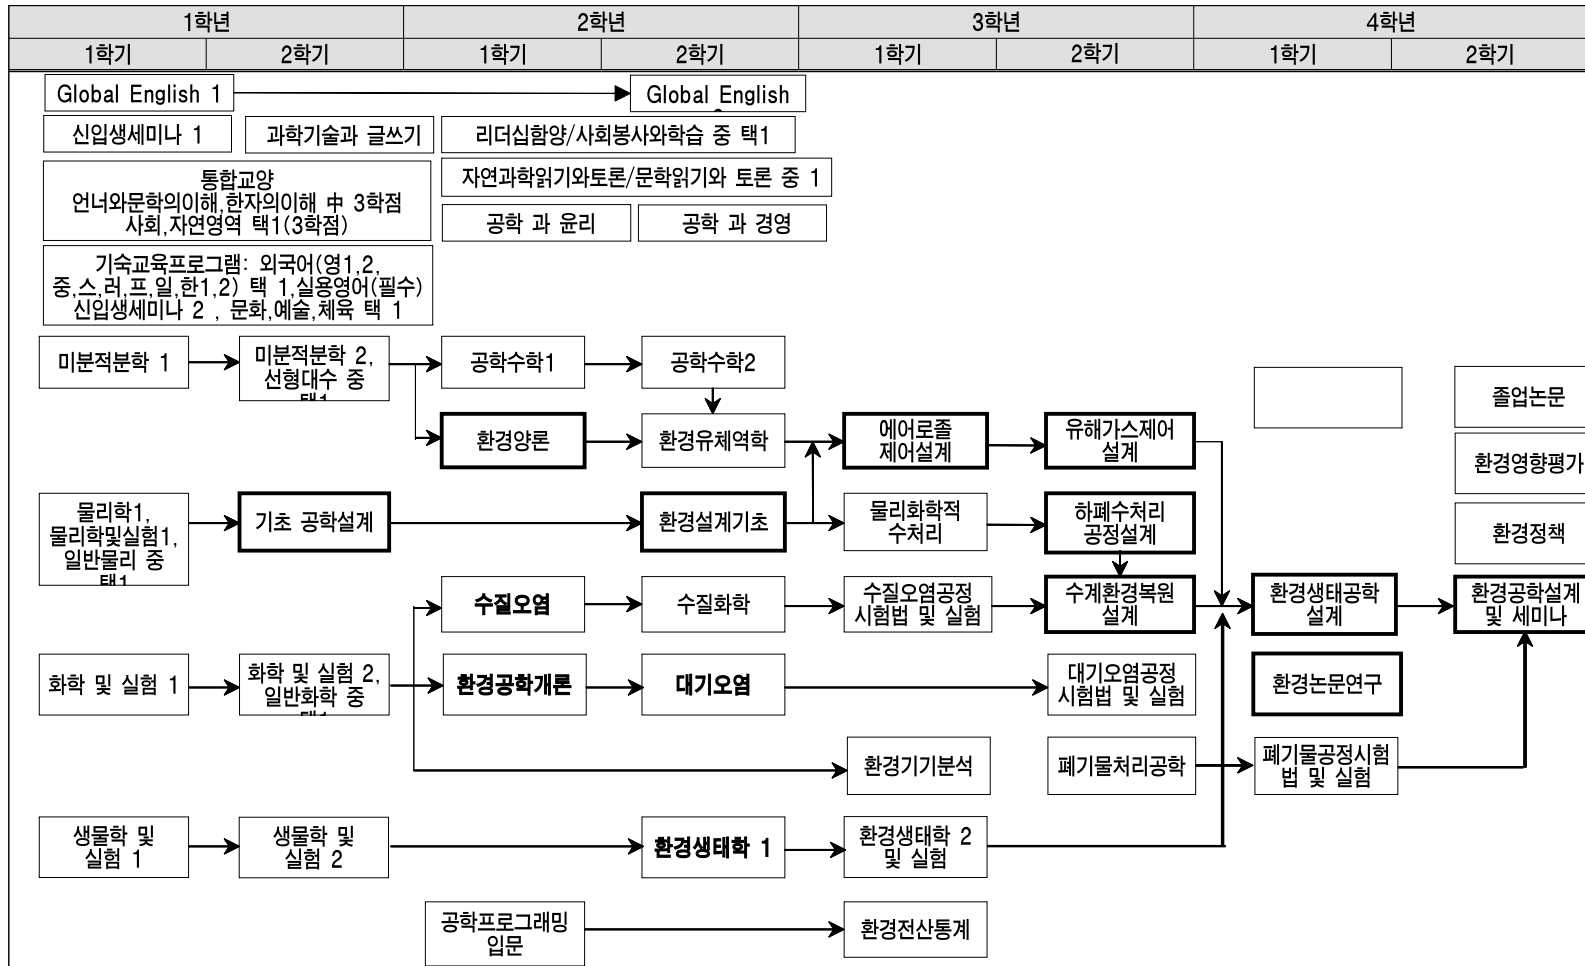 1학년 2학년 3학년 4학년
1학기 2학기 1학기 2학기 1학기 2학기 1학기 2학기
Global English 1
Global English
신입생세미나 1
과학기술과 글쓰기
리더십함양/사회봉사와학습 중 택1
통합교양
언너와문학의이해,한자의이해 中 3학점
사회,자연영역 택1(3학점)
자연과학읽기와토론/문학읽기와 토론 중 1
공학 과 윤리
공학 과 경영
기숙교육프로그램: 외국어(영1,2,
중,스,러,프,일,한1,2) 택 1,실용영어(필수)
신입생세미나 2 , 문화,예술,체육 택 1
미분적분학 1
미분적분학 2,
선형대수 중
택1
공학수학1
공학수학2
졸업논문
환경양론
환경유체역학
에어로졸
제어설계
유해가스제어
설계
환경영향평가
물리학1,
물리학및실험1,
일반물리 중
택1
기초 공학설계
환경설계기초
물리화학적
수처리
하폐수처리
공정설계
환경정책
수질오염
수질화학
수질오염공정
시험법 및 실험
수계환경복원
설계
환경생태공학
설계
환경공학설계
및 세미나
화학 및 실험 1
화학 및 실험 2,
일반화학 중
택1
환경공학개론
대기오염
대기오염공정
시험법 및 실험
환경논문연구
환경기기분석
폐기물처리공학
폐기물공정시험
법 및 실험
생물학 및
실험 1
생물학 및
실험 2
환경생태학 1
환경생태학 2
및 실험
공학프로그래밍
입문
환경전산통계